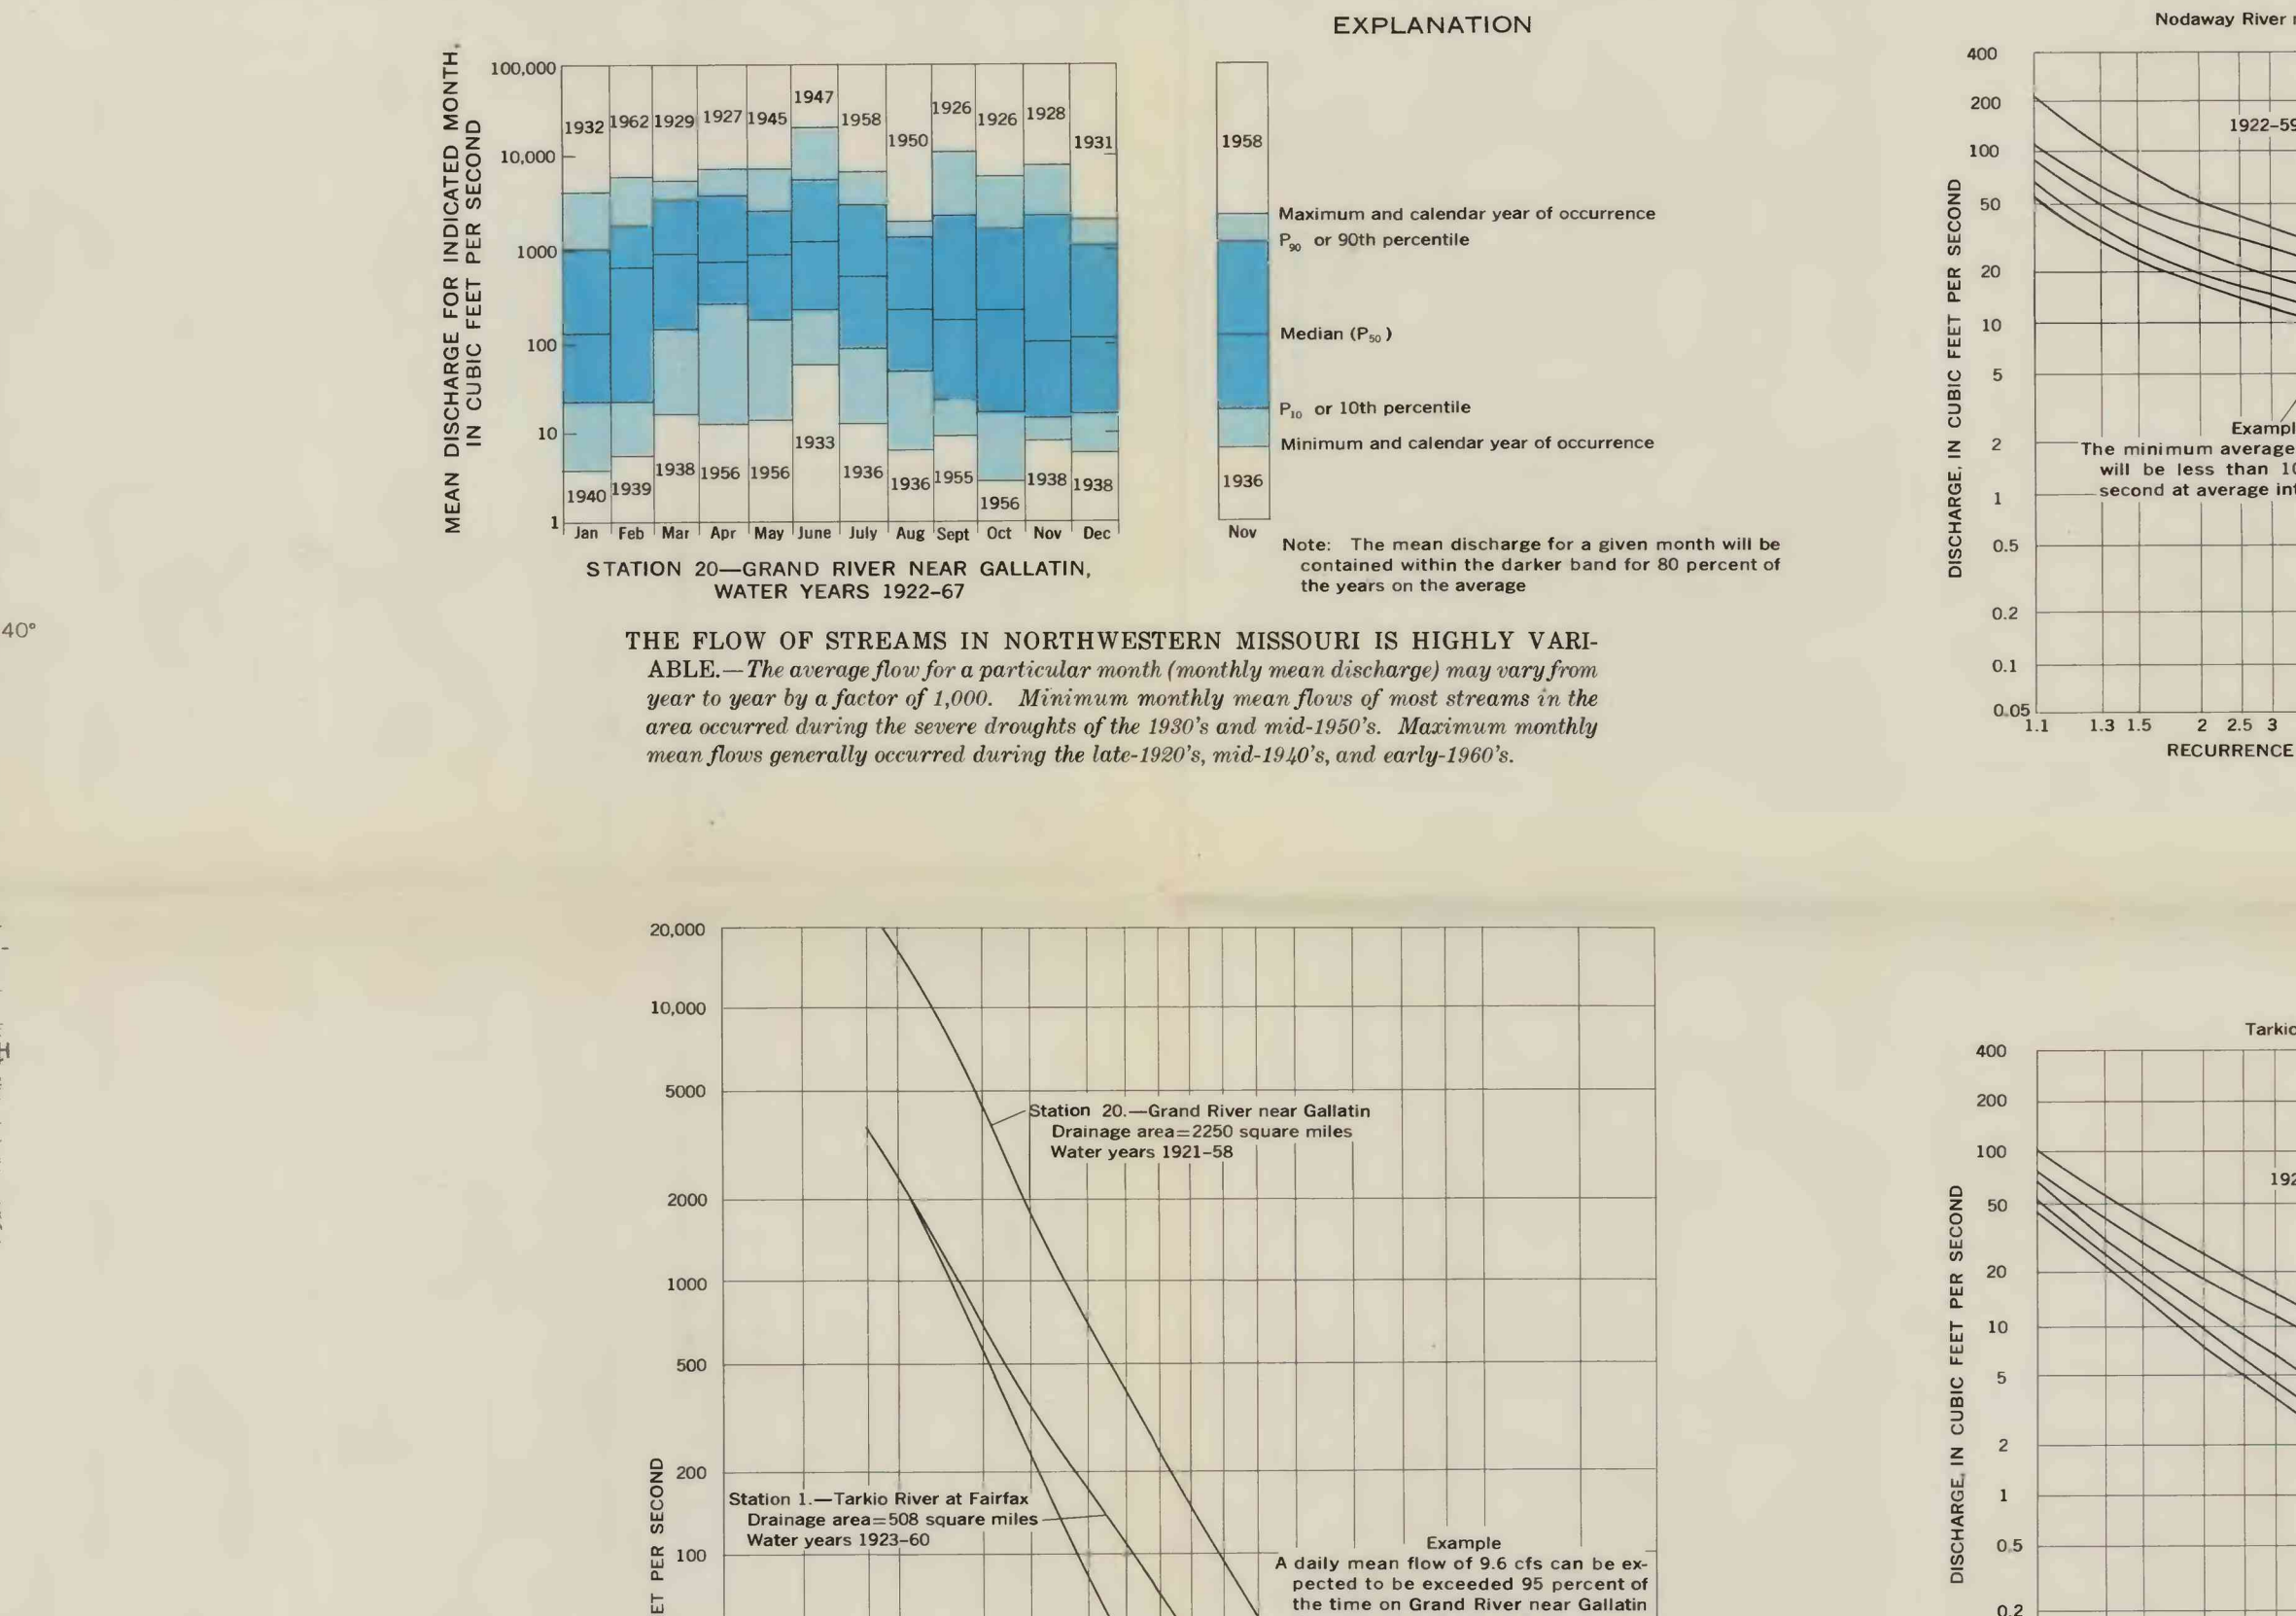 EXPLANATION
MEAN DISCHARGE FOR INDICATED MONTH,
IN CUBIC FEET PER SECOND
100,000
10,000
1000
100
10
1
1932 1962 1929 1927 1945 1947 1958 1950 1926 1926 1928 1931
1940 1939 1938 1956 1956 1933 1936 1936 1955 1956 1938 1938
Jan Feb Mar Apr May June July Aug Sept Oct Nov Dec
STATION 20—GRAND RIVER NEAR GALLATIN,
WATER YEARS 1922–67
1958
Maximum and calendar year of occurrence
P90 or 90th percentile
Median (P50)
P10 or 10th percentile
Minimum and calendar year of occurrence
1936
Nov
Note: The mean discharge for a given month will be
contained within the darker band for 80 percent of
the years on the average
40°
THE FLOW OF STREAMS IN NORTHWESTERN MISSOURI IS HIGHLY VARI-
ABLE.—The average flow for a particular month (monthly mean discharge) may vary from
year to year by a factor of 1,000. Minimum monthly mean flows of most streams in the
area occurred during the severe droughts of the 1930's and mid-1950's. Maximum monthly
mean flows generally occurred during the late-1920's, mid-1940's, and early-1960's.
Nodaway River
DISCHARGE, IN CUBIC FEET PER SECOND
400
200
100
50
20
10
5
2
1
0.5
0.2
0.1
0.05
1922–59
Exampl
The minimum average
will be less than 10
second at average int
1.1 1.3 1.5 2 2.5 3
RECURRENCE
20,000
10,000
5000
2000
1000
500
200
100
ET PER SECOND
Station 20.—Grand River near Gallatin
Drainage area=2250 square miles
Water years 1921–58
Station 1.—Tarkio River at Fairfax
Drainage area=508 square miles
Water years 1923–60
Example
A daily mean flow of 9.6 cfs can be ex-
pected to be exceeded 95 percent of
the time on Grand River near Gallatin
Tarkio
DISCHARGE, IN CUBIC FEET PER SECOND
400
200
100
50
20
10
5
2
1
0.5
0.2
192